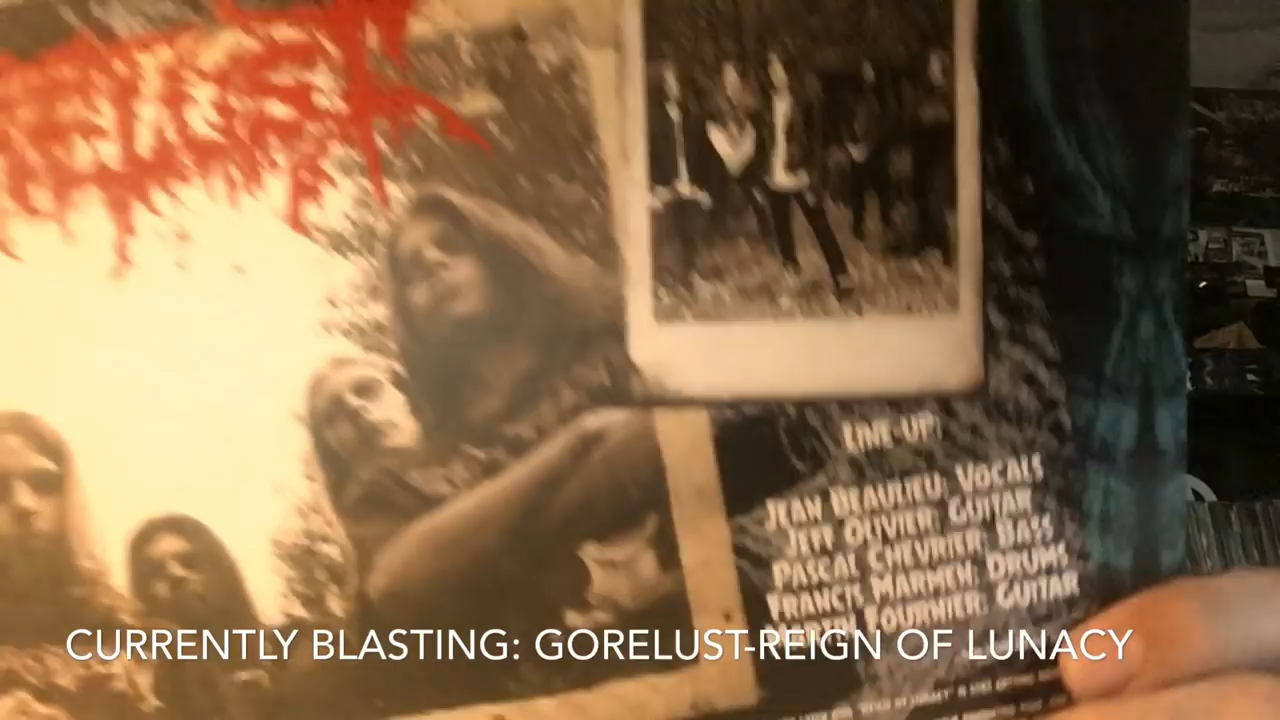 LINE-UP:
JEAN BEAULIEU: VOCALS
JEFF OLIVIER: GUITAR
PASCAL CHEVRIER: BASS
FRANCIS MARMEN: DRUMS
FOURNIER: GUITAR
CURRENTLY BLASTING: GORELUST-REIGN OF LUNACY